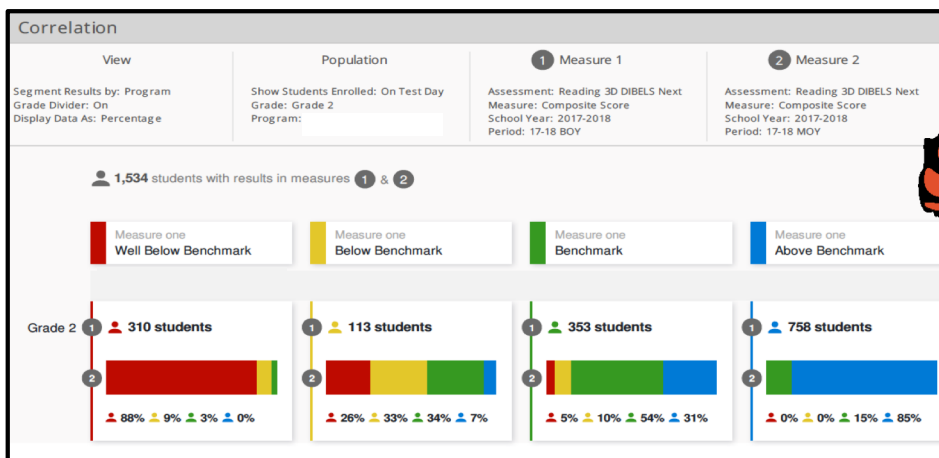 Correlation
View
Segment Results by: Program
Grade Divider: On
Display Data As: Percentage
Population
Show Students Enrolled: On Test Day
Grade: Grade 2
Program:
1 Measure 1
Assessment: Reading 3D DIBELS Next
Measure: Composite Score
School Year: 2017-2018
Period: 17-18 BOY
2 Measure 2
Assessment: Reading 3D DIBELS Next
Measure: Composite Score
School Year: 2017-2018
Period: 17-18 MOY
1,534 students with results in measures 1 & 2
Measure one
Well Below Benchmark
Measure one
Below Benchmark
Measure one
Benchmark
Measure one
Above Benchmark
Grade 2
1 310 students
2
88% 9% 3% 0%
1 113 students
2
26% 33% 34% 7%
1 353 students
2
5% 10% 54% 31%
1 758 students
2
0% 0% 15% 85%